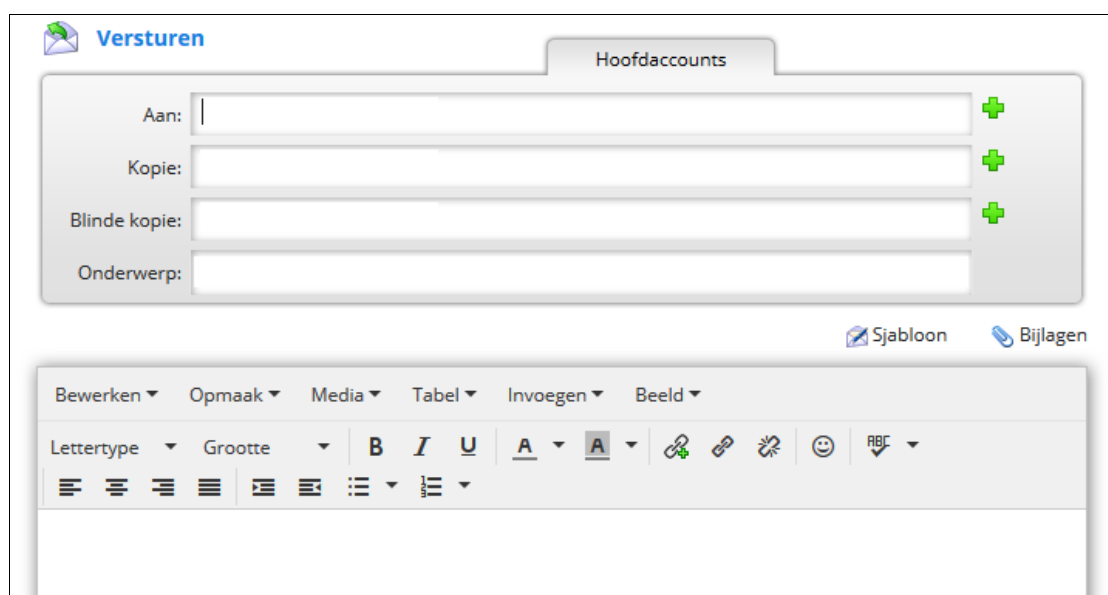 Versturen
Hoofdaccounts
Aan:
Kopie:
Blinde kopie:
Onderwerp:
Sjabloon Bijlagen
Bewerken Opmaak Media Tabel Invoegen Beeld
Lettertype Grootte B I U A A ABC